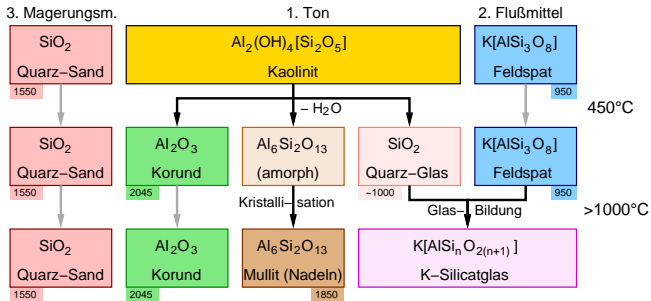 3. Magerungsm.
1. Ton
2. Flußmittel
SiO2
Quarz–Sand
1550
Al2(OH)4[Si2O5]
Kaolinit
K[AlSi3O8]
Feldspat
950
– H2O
450°C
SiO2
Quarz–Sand
1550
Al2O3
Korund
2045
Al6Si2O13
(amorph)
SiO2
Quarz–Glas
~1000
K[AlSi3O8]
Feldspat
950
Kristalli– sation
Glas– Bildung
>1000°C
SiO2
Quarz–Sand
1550
Al2O3
Korund
2045
Al6Si2O13
Mullit (Nadeln)
1850
K[AlSinO2(n+1)]
K–Silicatglas